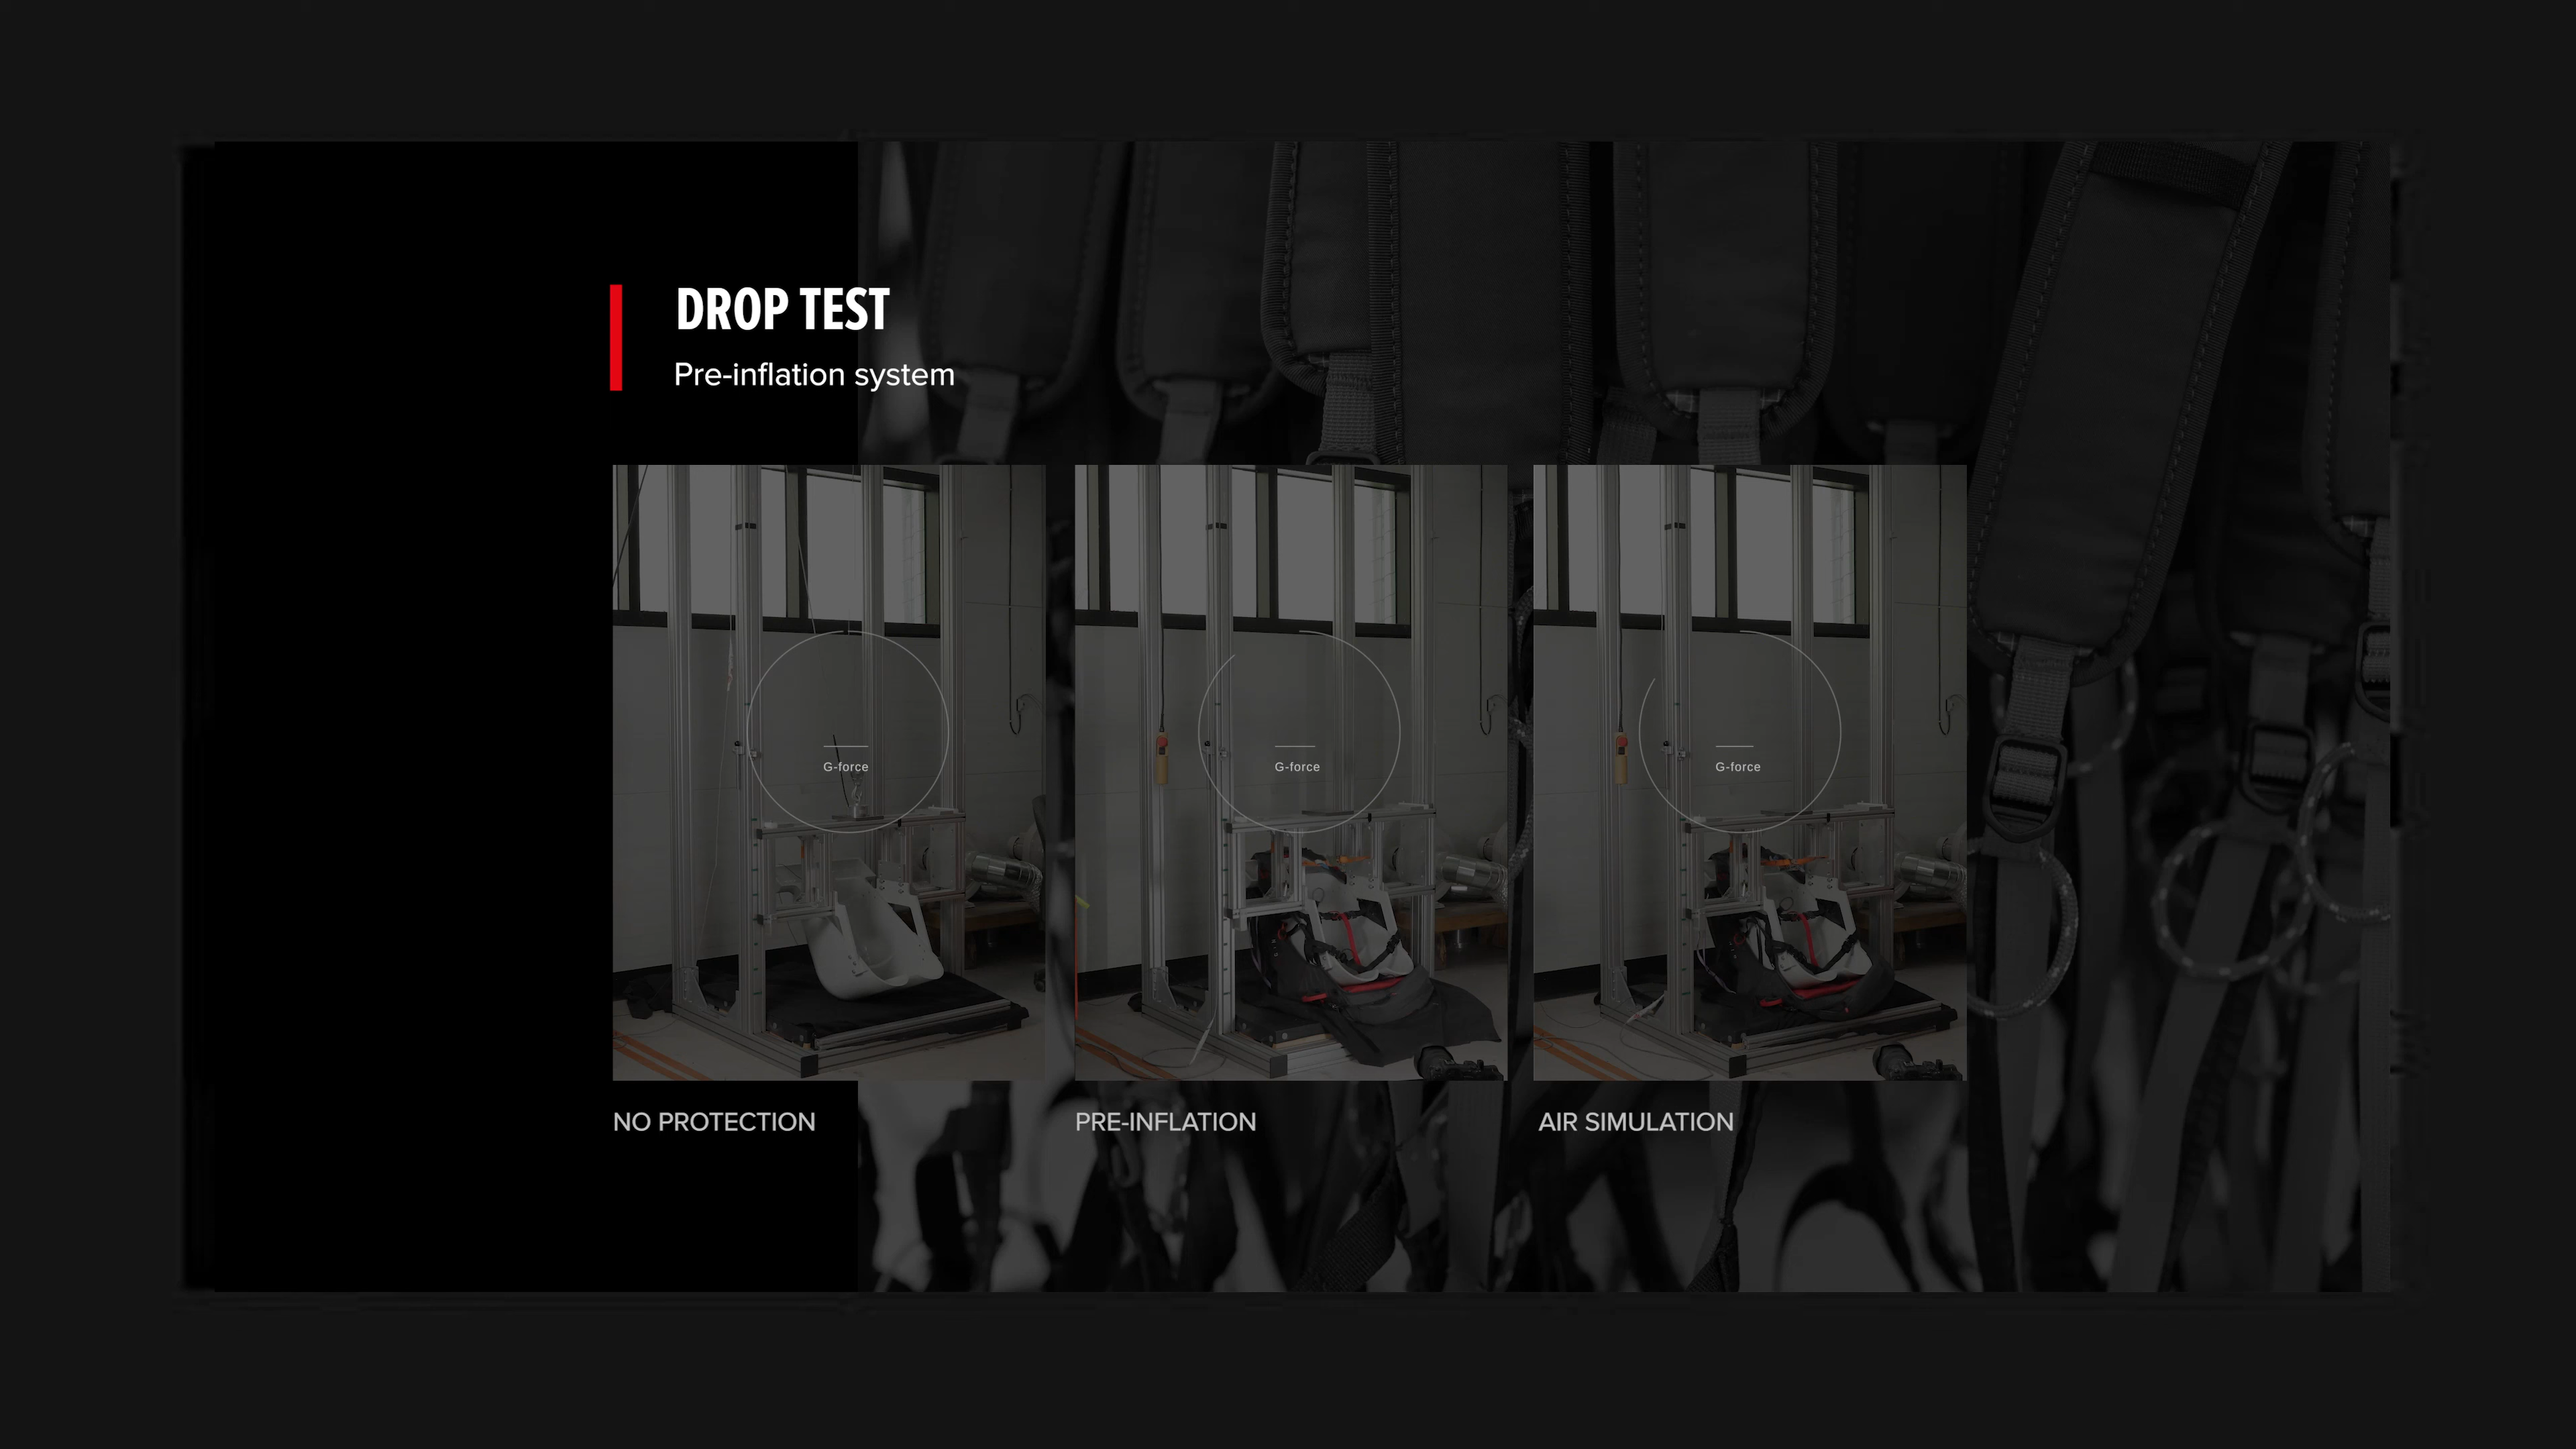 DROP TEST
Pre-inflation system
G-force
G-force
G-force
NO PROTECTION
PRE-INFLATION
AIR SIMULATION